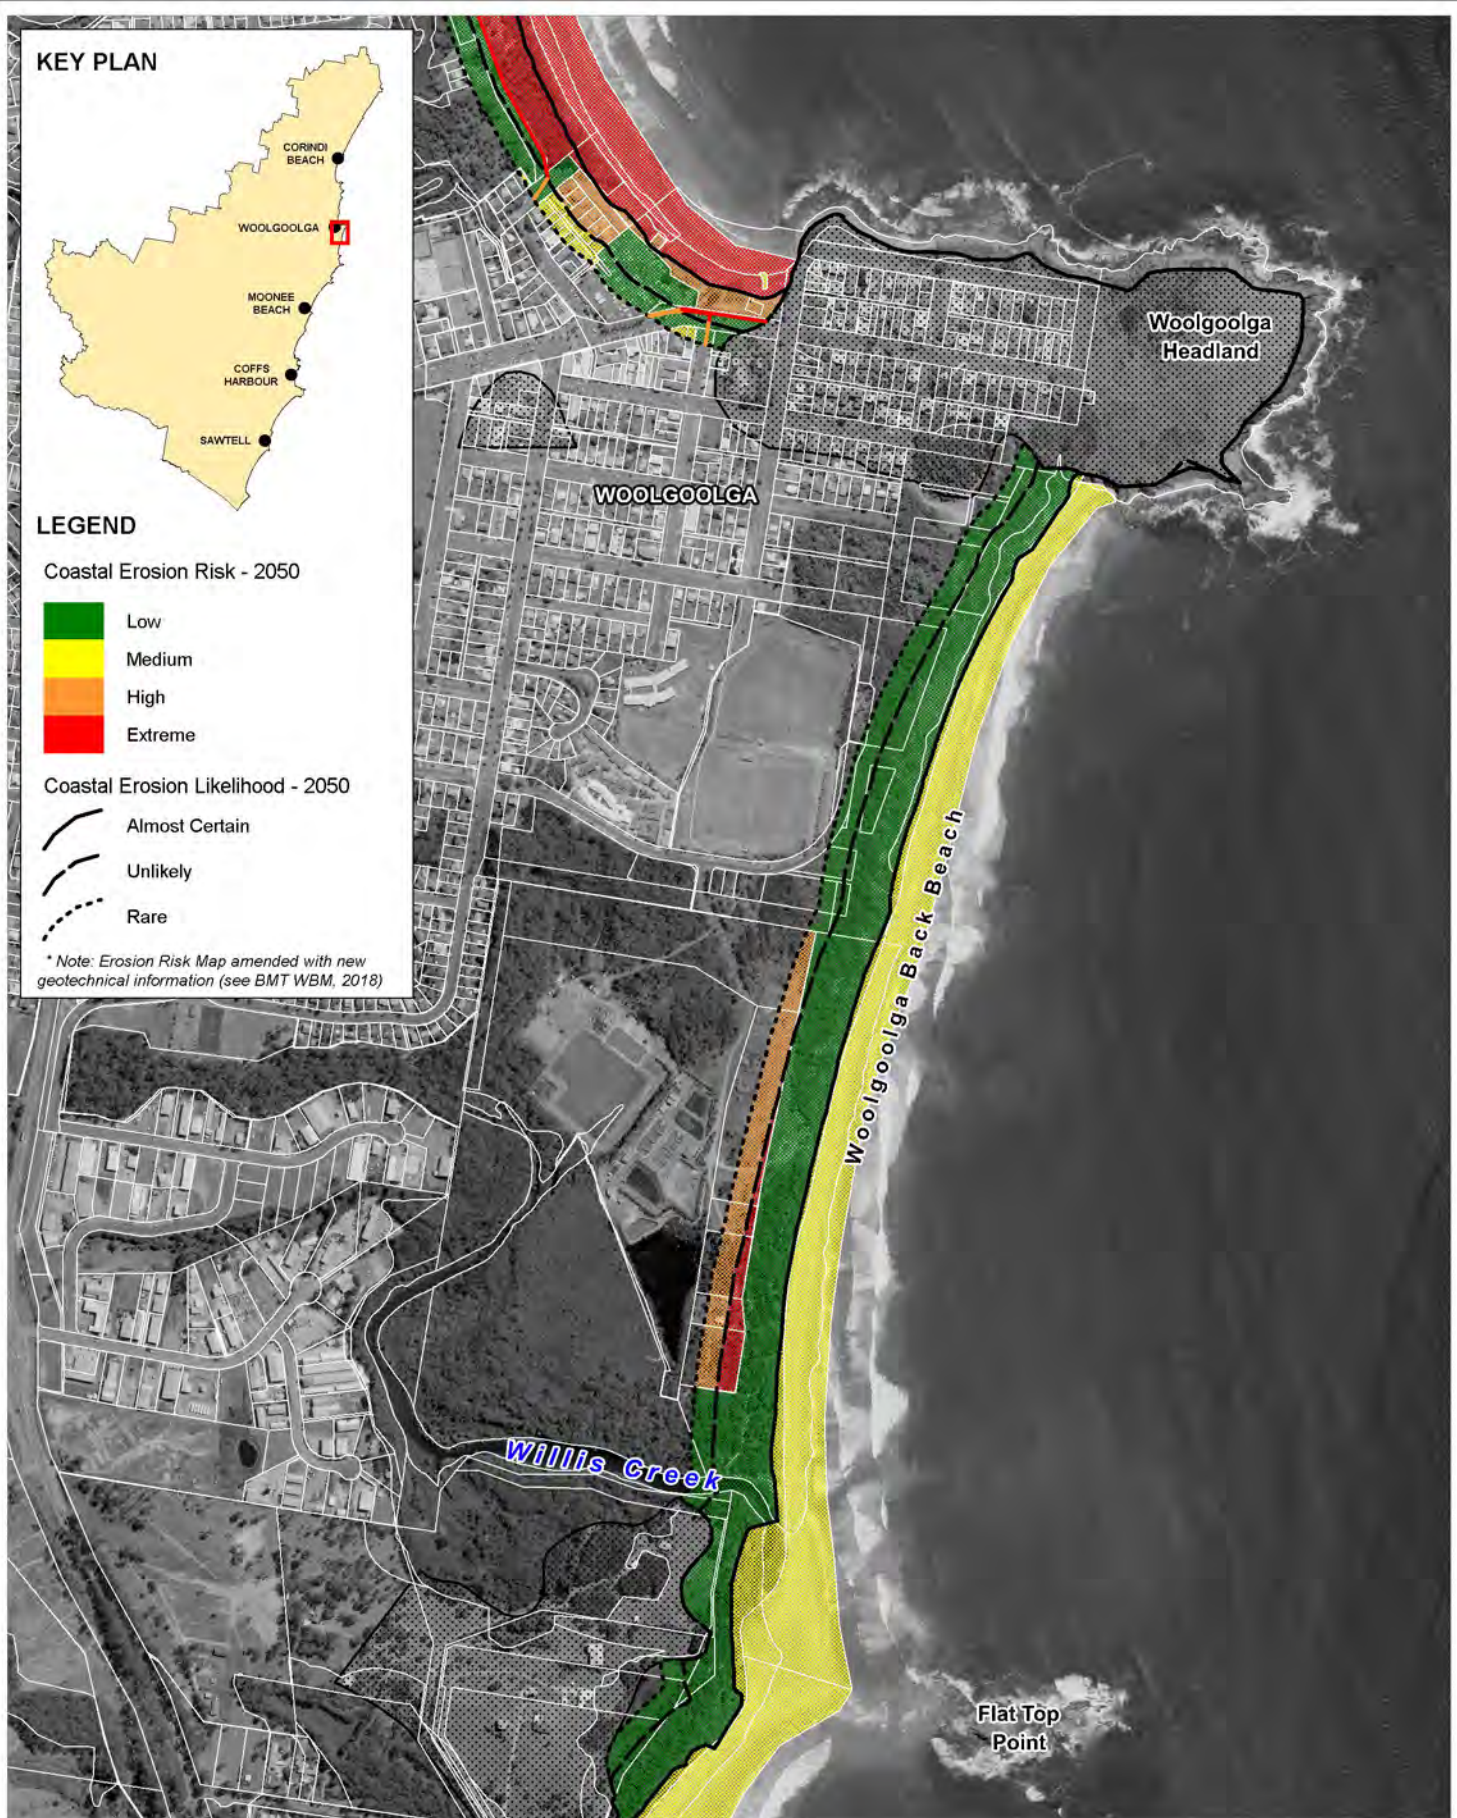 KEY PLAN
CORINDI
BEACH
WOOLGOOLGA
MOONEE
BEACH
COFFS
HARBOUR
SAWTELL
LEGEND
Coastal Erosion Risk - 2050
Low
Medium
High
Extreme
Coastal Erosion Likelihood - 2050
Almost Certain
Unlikely
Rare
* Note: Erosion Risk Map amended with new
geotechnical information (see BMT WBM, 2018)
Woolgoolga
Headland
WOOLGOOLGA
Woolgoolga Back Beach
Willis Creek
Flat Top
Point